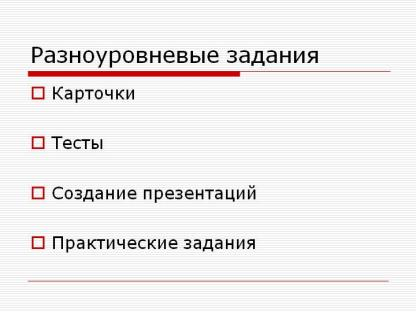 Разноуровневые задания
Карточки
Тесты
Создание презентаций
Практические задания